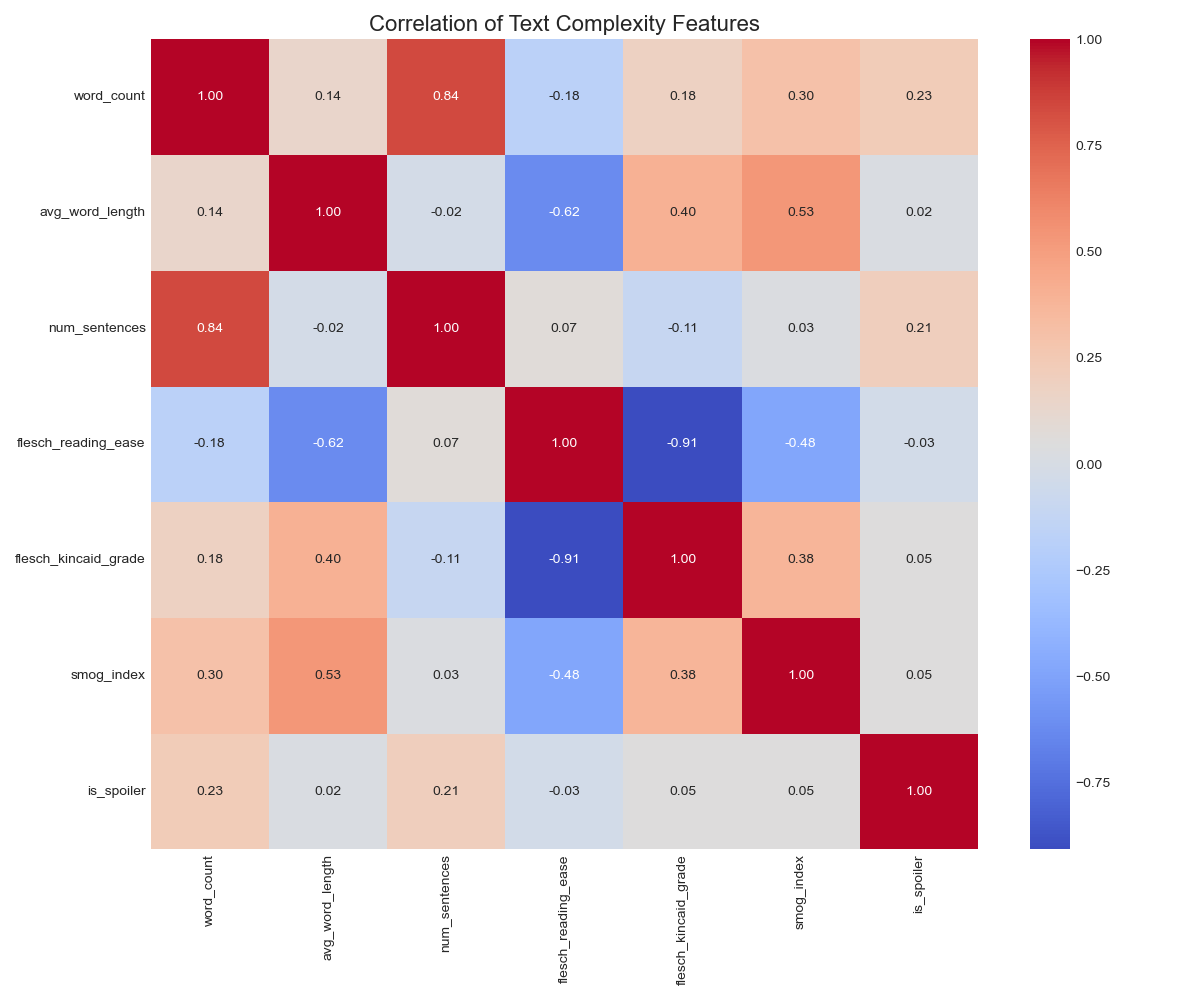 Correlation of Text Complexity Features
word_count 1.00 0.14 0.84 -0.18 0.18 0.30 0.23
avg_word_length 0.14 1.00 -0.02 -0.62 0.40 0.53 0.02
num_sentences 0.84 -0.02 1.00 0.07 -0.11 0.03 0.21
flesch_reading_ease -0.18 -0.62 0.07 1.00 -0.91 -0.48 -0.03
flesch_kincaid_grade 0.18 0.40 -0.11 -0.91 1.00 0.38 0.05
smog_index 0.30 0.53 0.03 -0.48 0.38 1.00 0.05
is_spoiler 0.23 0.02 0.21 -0.03 0.05 0.05 1.00
word_count
avg_word_length
num_sentences
flesch_reading_ease
flesch_kincaid_grade
smog_index
is_spoiler
1.00
0.75
0.50
0.25
0.00
−0.25
−0.50
−0.75